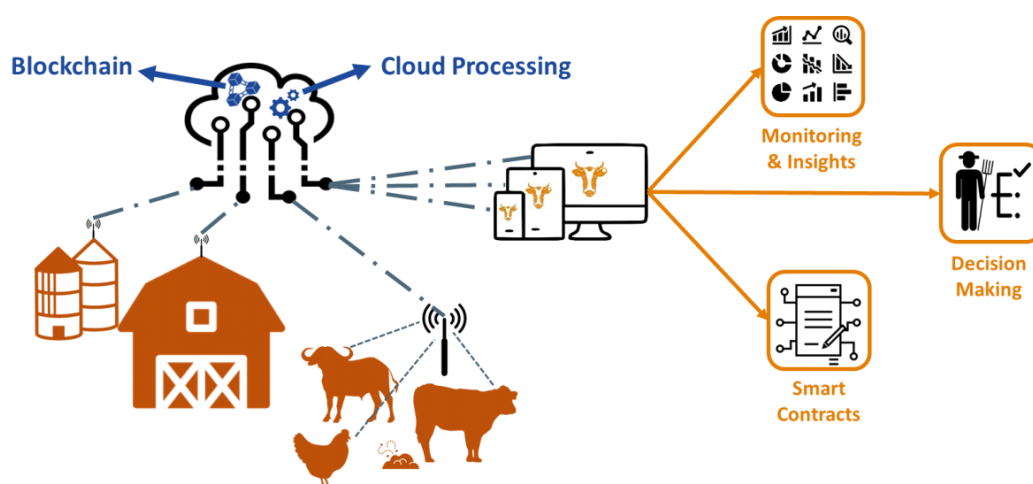 Blockchain
Cloud Processing
Monitoring
& Insights
Decision
Making
Smart
Contracts